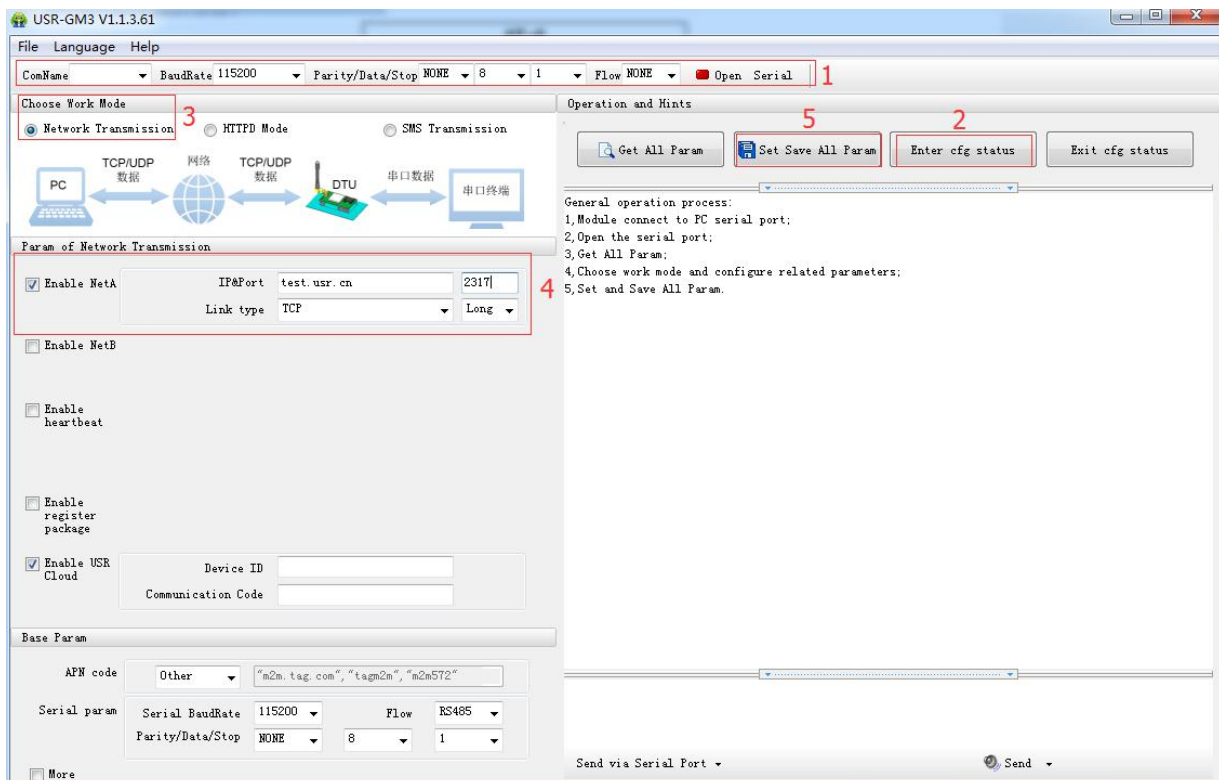 USR-GM3 V1.1.3.61
File Language Help
ComName BaudRate 115200 Parity/Data/Stop NONE 8 1 Flow NONE Open Serial 1
Choose Work Mode
Network Transmission 3 HTTPD Mode SMS Transmission
PC
TCP/UDP
数据
网络
TCP/UDP
数据
DTU
串口数据
串口终端
Param of Network Transmission
Enable NetA IP&Port test.usr.cn 2317 4
Link type TCP Long
Enable NetB
Enable
heartbeat
Enable
register
package
Enable USR
Cloud
Device ID
Communication Code
Base Param
APN code Other "m2m.tag.com","tagm2m","m2m572"
Serial param Serial BaudRate 115200 Flow RS485
Parity/Data/Stop NONE 8 1
More
Operation and Hints
5 2
Get All Param Set Save All Param Enter cfg status Exit cfg status
General operation process:
1,Module connect to PC serial port;
2,Open the serial port;
3,Get All Param;
4,Choose work mode and configure related parameters;
5,Set and Save All Param.
Send via Serial Port Send